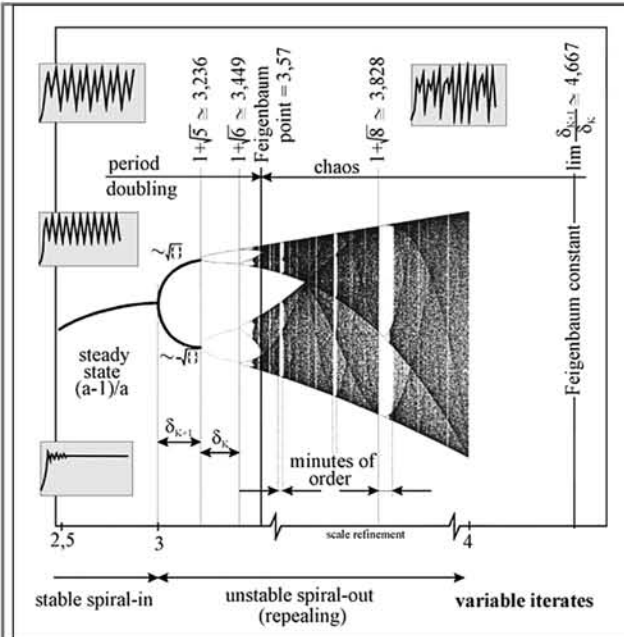 1+√5 ≃ 3,236
1+√6 ≃ 3,449
Feigenbaum
point = 3,57
1+√8 ≃ 3,828
lim δK-1/δK ≃ 4,667
period
doubling
chaos
~√()
~-√()
steady
state
(a-1)/a
Feigenbaum constant
δK-1
δK
minutes of
order
scale refinement
2,5
3
4
stable spiral-in
unstable spiral-out
(repealing)
variable iterates